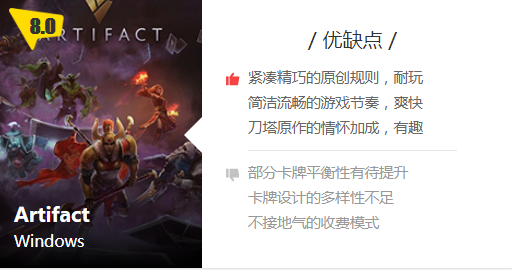 8.0
ARTIFACT
Artifact
Windows
/ 优缺点 /
紧凑精巧的原创规则，耐玩
简洁流畅的游戏节奏，爽快
刀塔原作的情怀加成，有趣
部分卡牌平衡性有待提升
卡牌设计的多样性不足
不接地气的收费模式